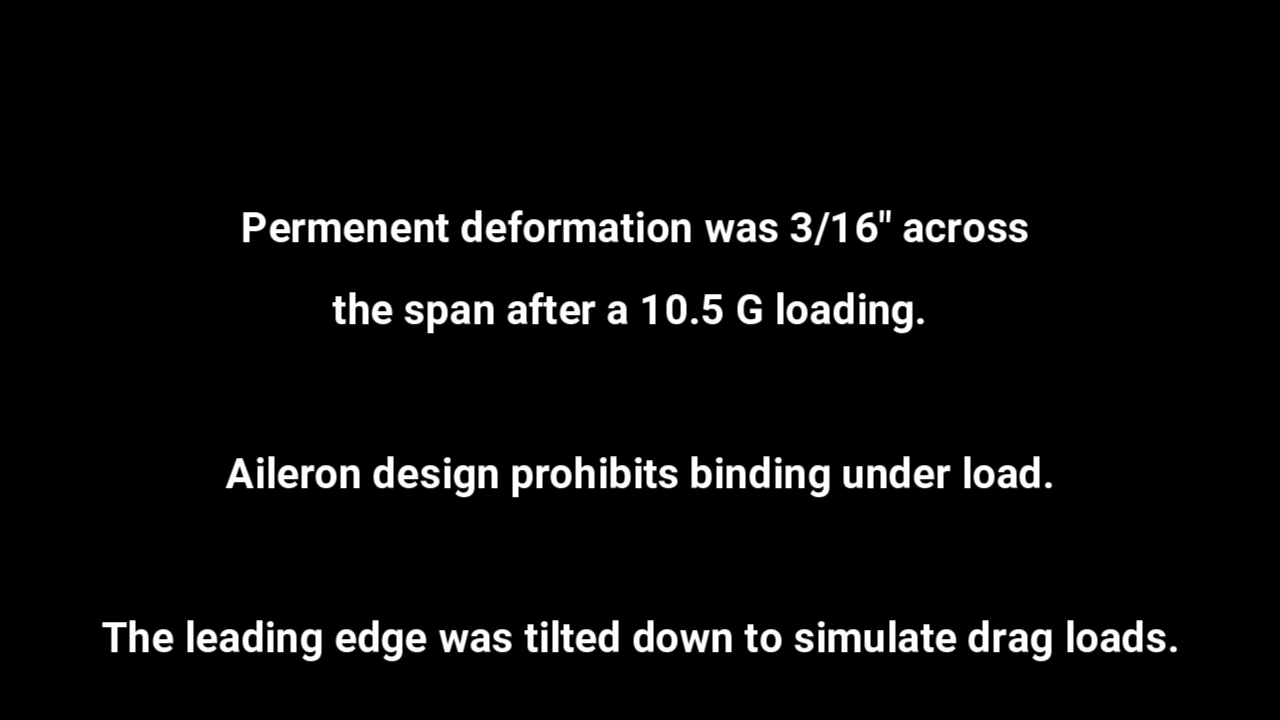 Permenent deformation was 3/16" across
the span after a 10.5 G loading.
Aileron design prohibits binding under load.
The leading edge was tilted down to simulate drag loads.